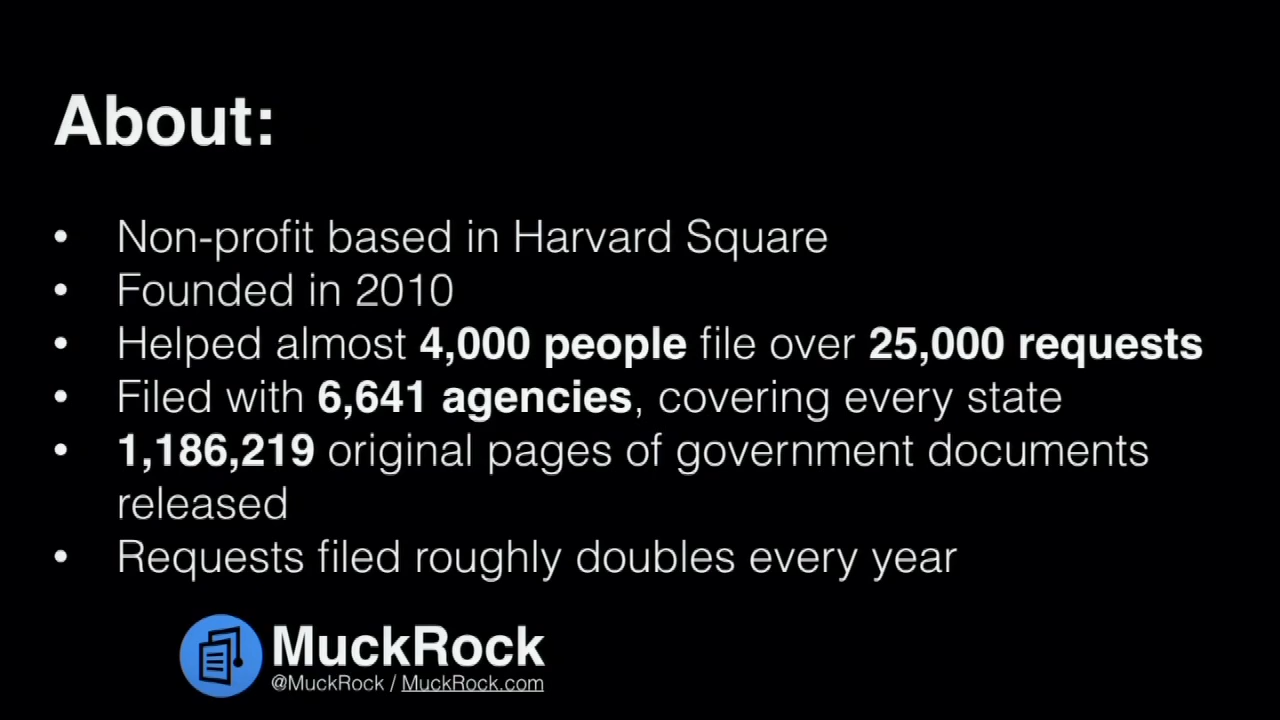 About:
• Non-profit based in Harvard Square
• Founded in 2010
• Helped almost 4,000 people file over 25,000 requests
• Filed with 6,641 agencies, covering every state
• 1,186,219 original pages of government documents
released
• Requests filed roughly doubles every year
MuckRock
@MuckRock / MuckRock.com